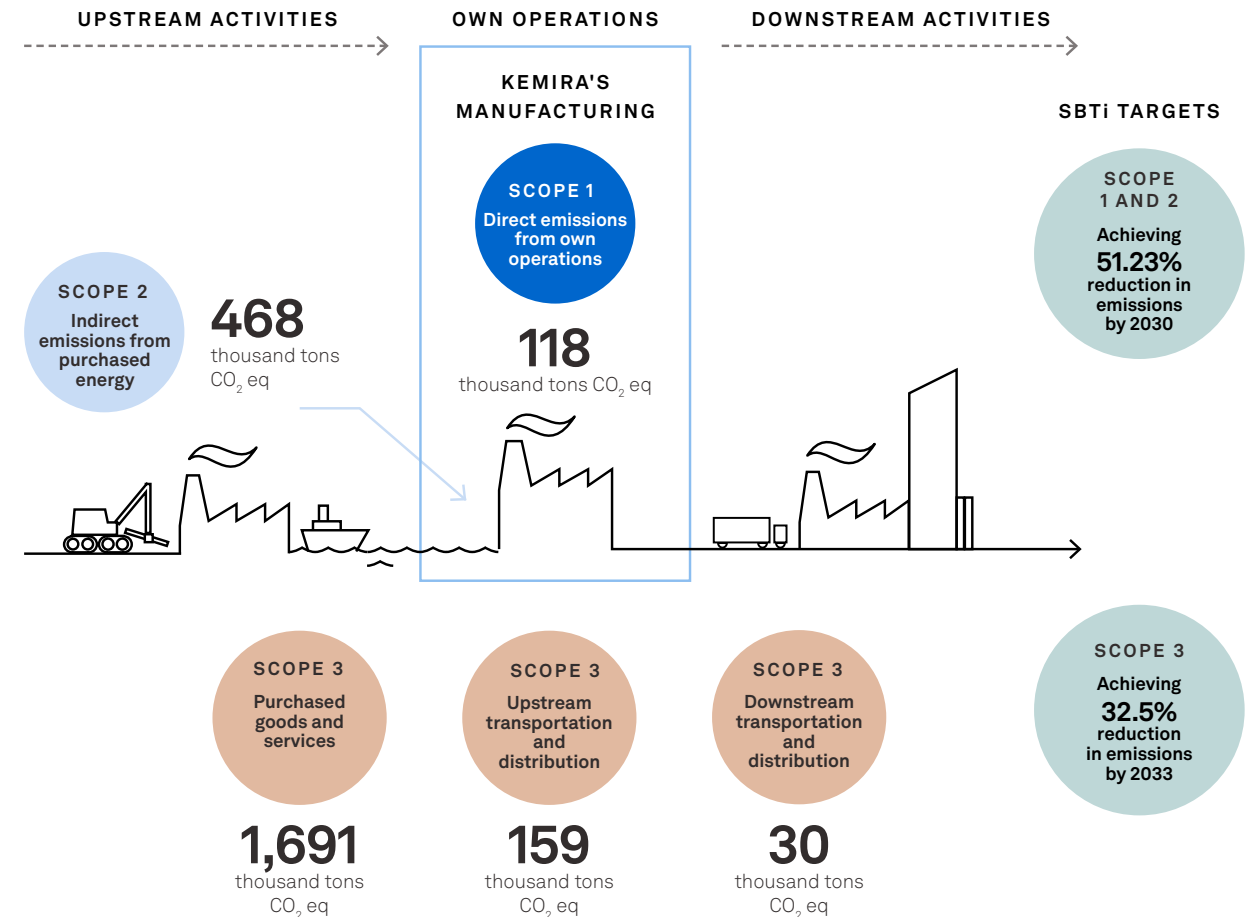 UPSTREAM ACTIVITIES
OWN OPERATIONS
DOWNSTREAM ACTIVITIES
KEMIRA'S
MANUFACTURING
SBTi TARGETS
SCOPE 1
Direct emissions
from own
operations
118
thousand tons CO₂ eq
SCOPE 2
Indirect
emissions from
purchased
energy
468
thousand tons
CO₂ eq
SCOPE
1 AND 2
Achieving
51.23%
reduction in
emissions
by 2030
SCOPE 3
Purchased
goods and
services
1,691
thousand tons
CO₂ eq
SCOPE 3
Upstream
transportation
and
distribution
159
thousand tons
CO₂ eq
SCOPE 3
Downstream
transportation
and
distribution
30
thousand tons
CO₂ eq
SCOPE 3
Achieving
32.5%
reduction
in emissions
by 2033